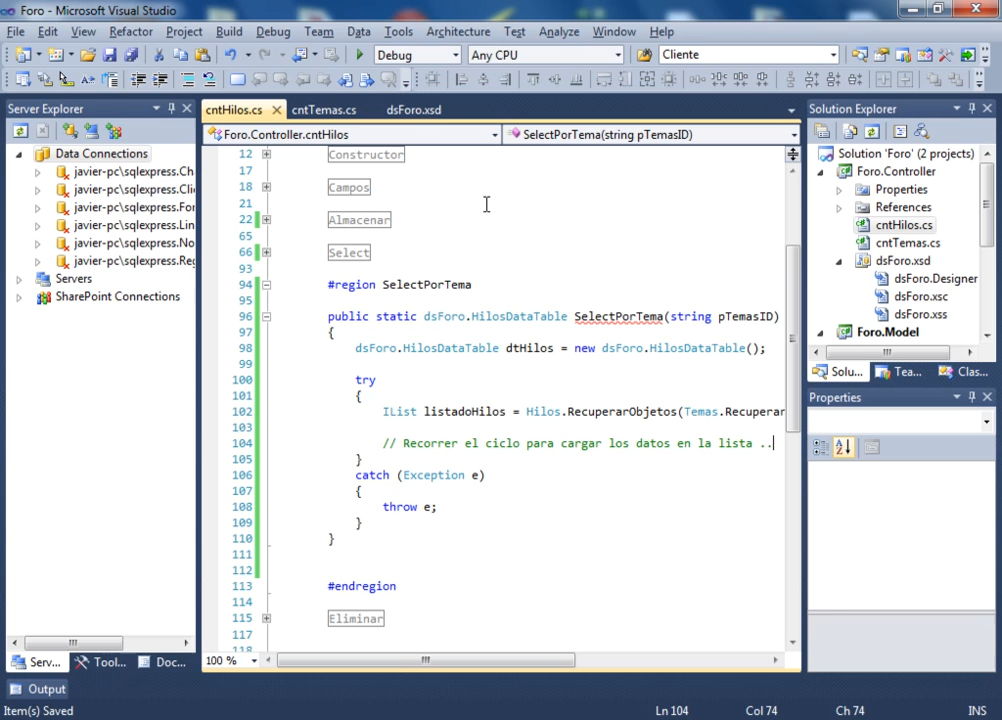 Foro - Microsoft Visual Studio
File Edit View Refactor Project Build Debug Team Data Tools Architecture Test Analyze Window Help
Debug Any CPU Cliente
Server Explorer
Data Connections
javier-pc\sqlexpress.Ch
javier-pc\sqlexpress.Cli
javier-pc\sqlexpress.For
javier-pc\sqlexpress.Lin
javier-pc\sqlexpress.No
javier-pc\sqlexpress.Reg
Servers
SharePoint Connections
Serv... Tool... Doc...
cntHilos.cs cntTemas.cs dsForo.xsd
Foro.Controller.cntHilos SelectPorTema(string pTemasID)
12 Constructor
17
18 Campos
21
22 Almacenar
65
66 Select
93
94 #region SelectPorTema
95
96 public static dsForo.HilosDataTable SelectPorTema(string pTemasID)
97 {
98 dsForo.HilosDataTable dtHilos = new dsForo.HilosDataTable();
99
100 try
101 {
102 IList listadoHilos = Hilos.RecuperarObjetos(Temas.Recuperar
103
104 // Recorrer el ciclo para cargar los datos en la lista ..
105 }
106 catch (Exception e)
107 {
108 throw e;
109 }
110 }
111
112
113 #endregion
114
115 Eliminar
117
118
100 %
Solution Explorer
Solution 'Foro' (2 projects)
Foro.Controller
Properties
References
cntHilos.cs
cntTemas.cs
dsForo.xsd
dsForo.Designer
dsForo.xsc
dsForo.xss
Foro.Model
Solu... Tea... Clas...
Properties
Output
Item(s) Saved Ln 104 Col 74 Ch 74 INS